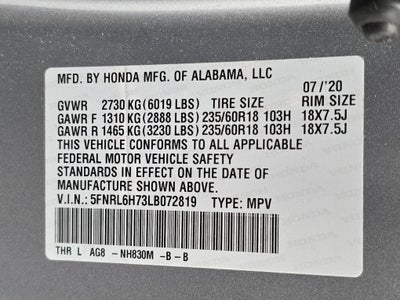 MFD. BY HONDA MFG. OF ALABAMA, LLC
07/'20
GVWR 2730 KG (6019 LBS) TIRE SIZE RIM SIZE
GAWR F 1310 KG (2888 LBS) 235/60R18 103H 18X7.5J
GAWR R 1465 KG (3230 LBS) 235/60R18 103H 18X7.5J
THIS VEHICLE CONFORMS TO ALL APPLICABLE
FEDERAL MOTOR VEHICLE SAFETY
STANDARDS IN EFFECT ON THE DATE OF
MANUFACTURE SHOWN ABOVE.
V.I.N.: 5FNRL6H73LB072819 TYPE: MPV
THR L AG8 -NH830M -B -B